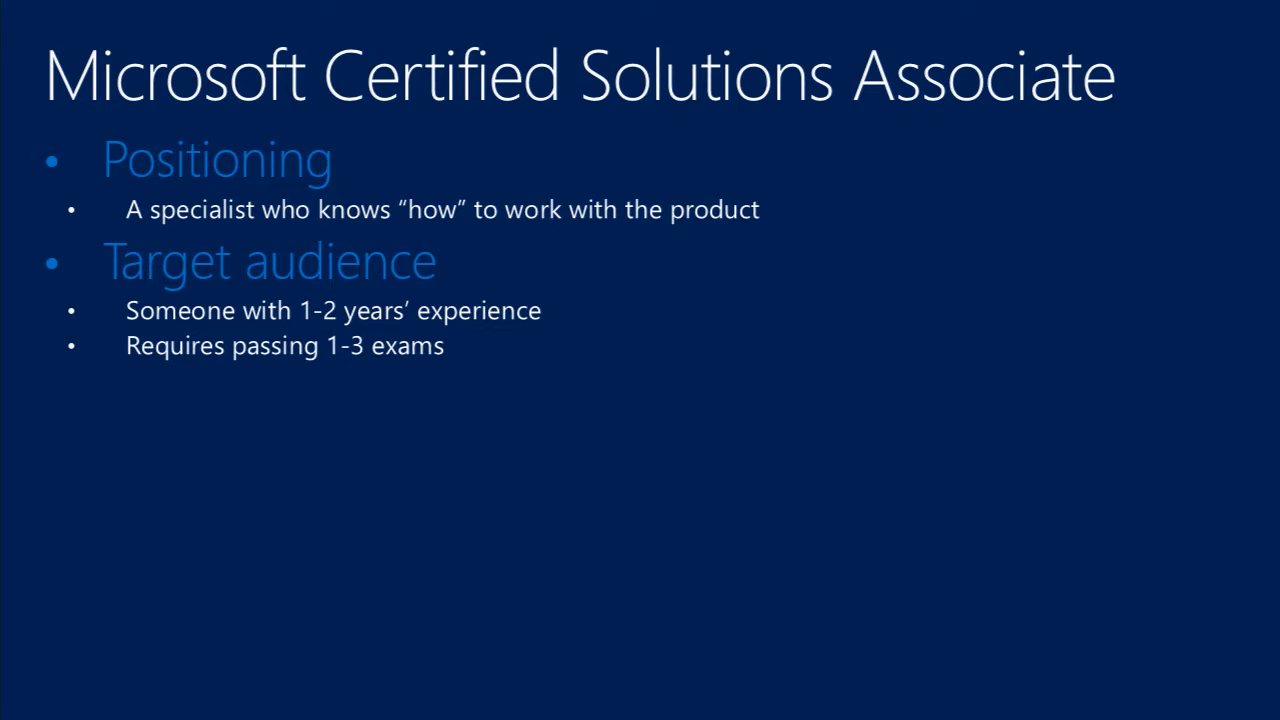 Microsoft Certified Solutions Associate
• Positioning
• A specialist who knows “how” to work with the product
• Target audience
• Someone with 1-2 years’ experience
• Requires passing 1-3 exams